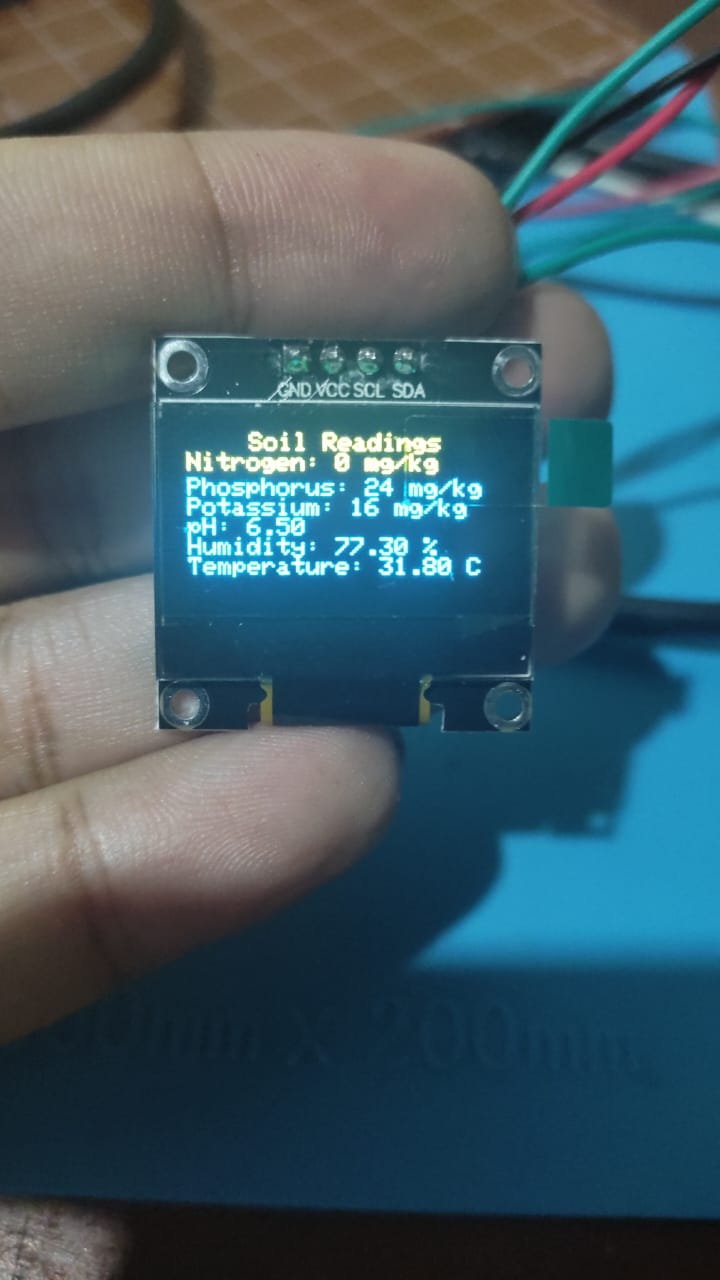 GND VCC SCL SDA
Soil Readings
Nitrogen: 0 mg/kg
Phosphorus: 24 mg/kg
Potassium: 16 mg/kg
pH: 6.50
Humidity: 77.30 %
Temperature: 31.80 C
200mm